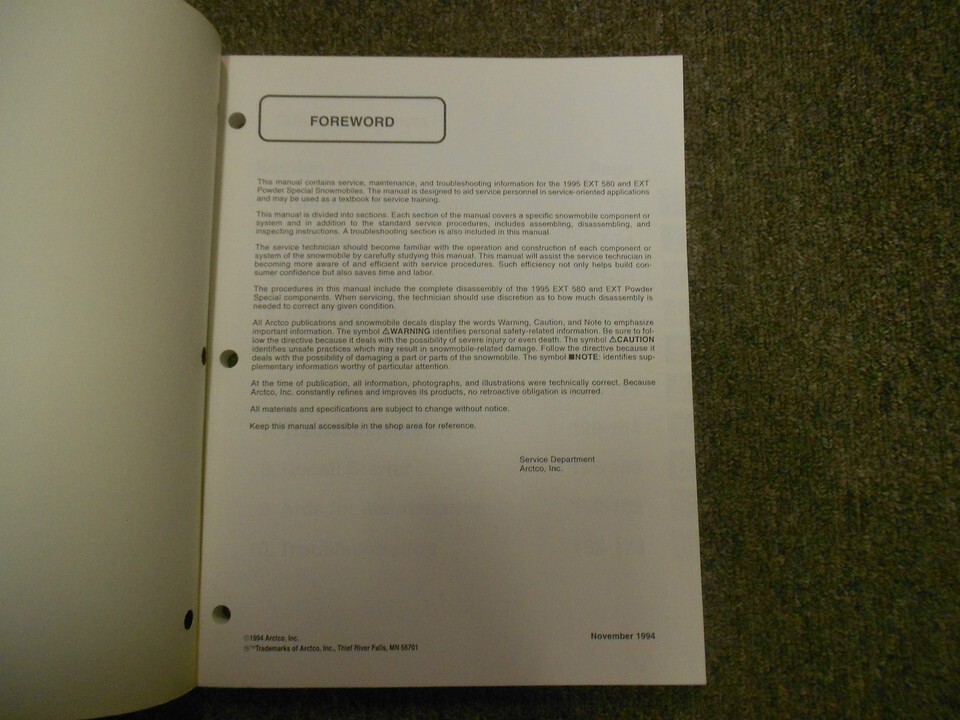 FOREWORD
This manual contains service, maintenance, and troubleshooting information for the 1995 EXT 580 and EXT
Powder Special Snowmobiles. The manual is designed to aid service personnel in service-oriented applications
and may be used as a textbook for service training.
This manual is divided into sections. Each section of the manual covers a specific snowmobile component or
system and in addition to the standard service procedures, includes assembling, disassembling, and
inspecting instructions. A troubleshooting section is also included in this manual.
The service technician should become familiar with the operation and construction of each component or
system of the snowmobile by carefully studying this manual. This manual will assist the service technician in
becoming more aware of and efficient with service procedures. Such efficiency not only helps build con-
sumer confidence but also saves time and labor.
The procedures in this manual include the complete disassembly of the 1995 EXT 580 and EXT Powder
Special components. When servicing, the technician should use discretion as to how much disassembly is
needed to correct any given condition.
All Arctco publications and snowmobile decals display the words Warning, Caution, and Note to emphasize
important information. The symbol ⚠WARNING identifies personal safety-related information. Be sure to fol-
low the directive because it deals with the possibility of severe injury or even death. The symbol ⚠CAUTION
identifies unsafe practices which may result in snowmobile-related damage. Follow the directive because it
deals with the possibility of damaging a part or parts of the snowmobile. The symbol ■NOTE: identifies sup-
plementary information worthy of particular attention.
At the time of publication, all information, photographs, and illustrations were technically correct. Because
Arctco, Inc. constantly refines and improves its products, no retroactive obligation is incurred.
All materials and specifications are subject to change without notice.
Keep this manual accessible in the shop area for reference.
Service Department
Arctco, Inc.
©1994 Arctco, Inc.
®™Trademarks of Arctco, Inc., Thief River Falls, MN 56701
November 1994